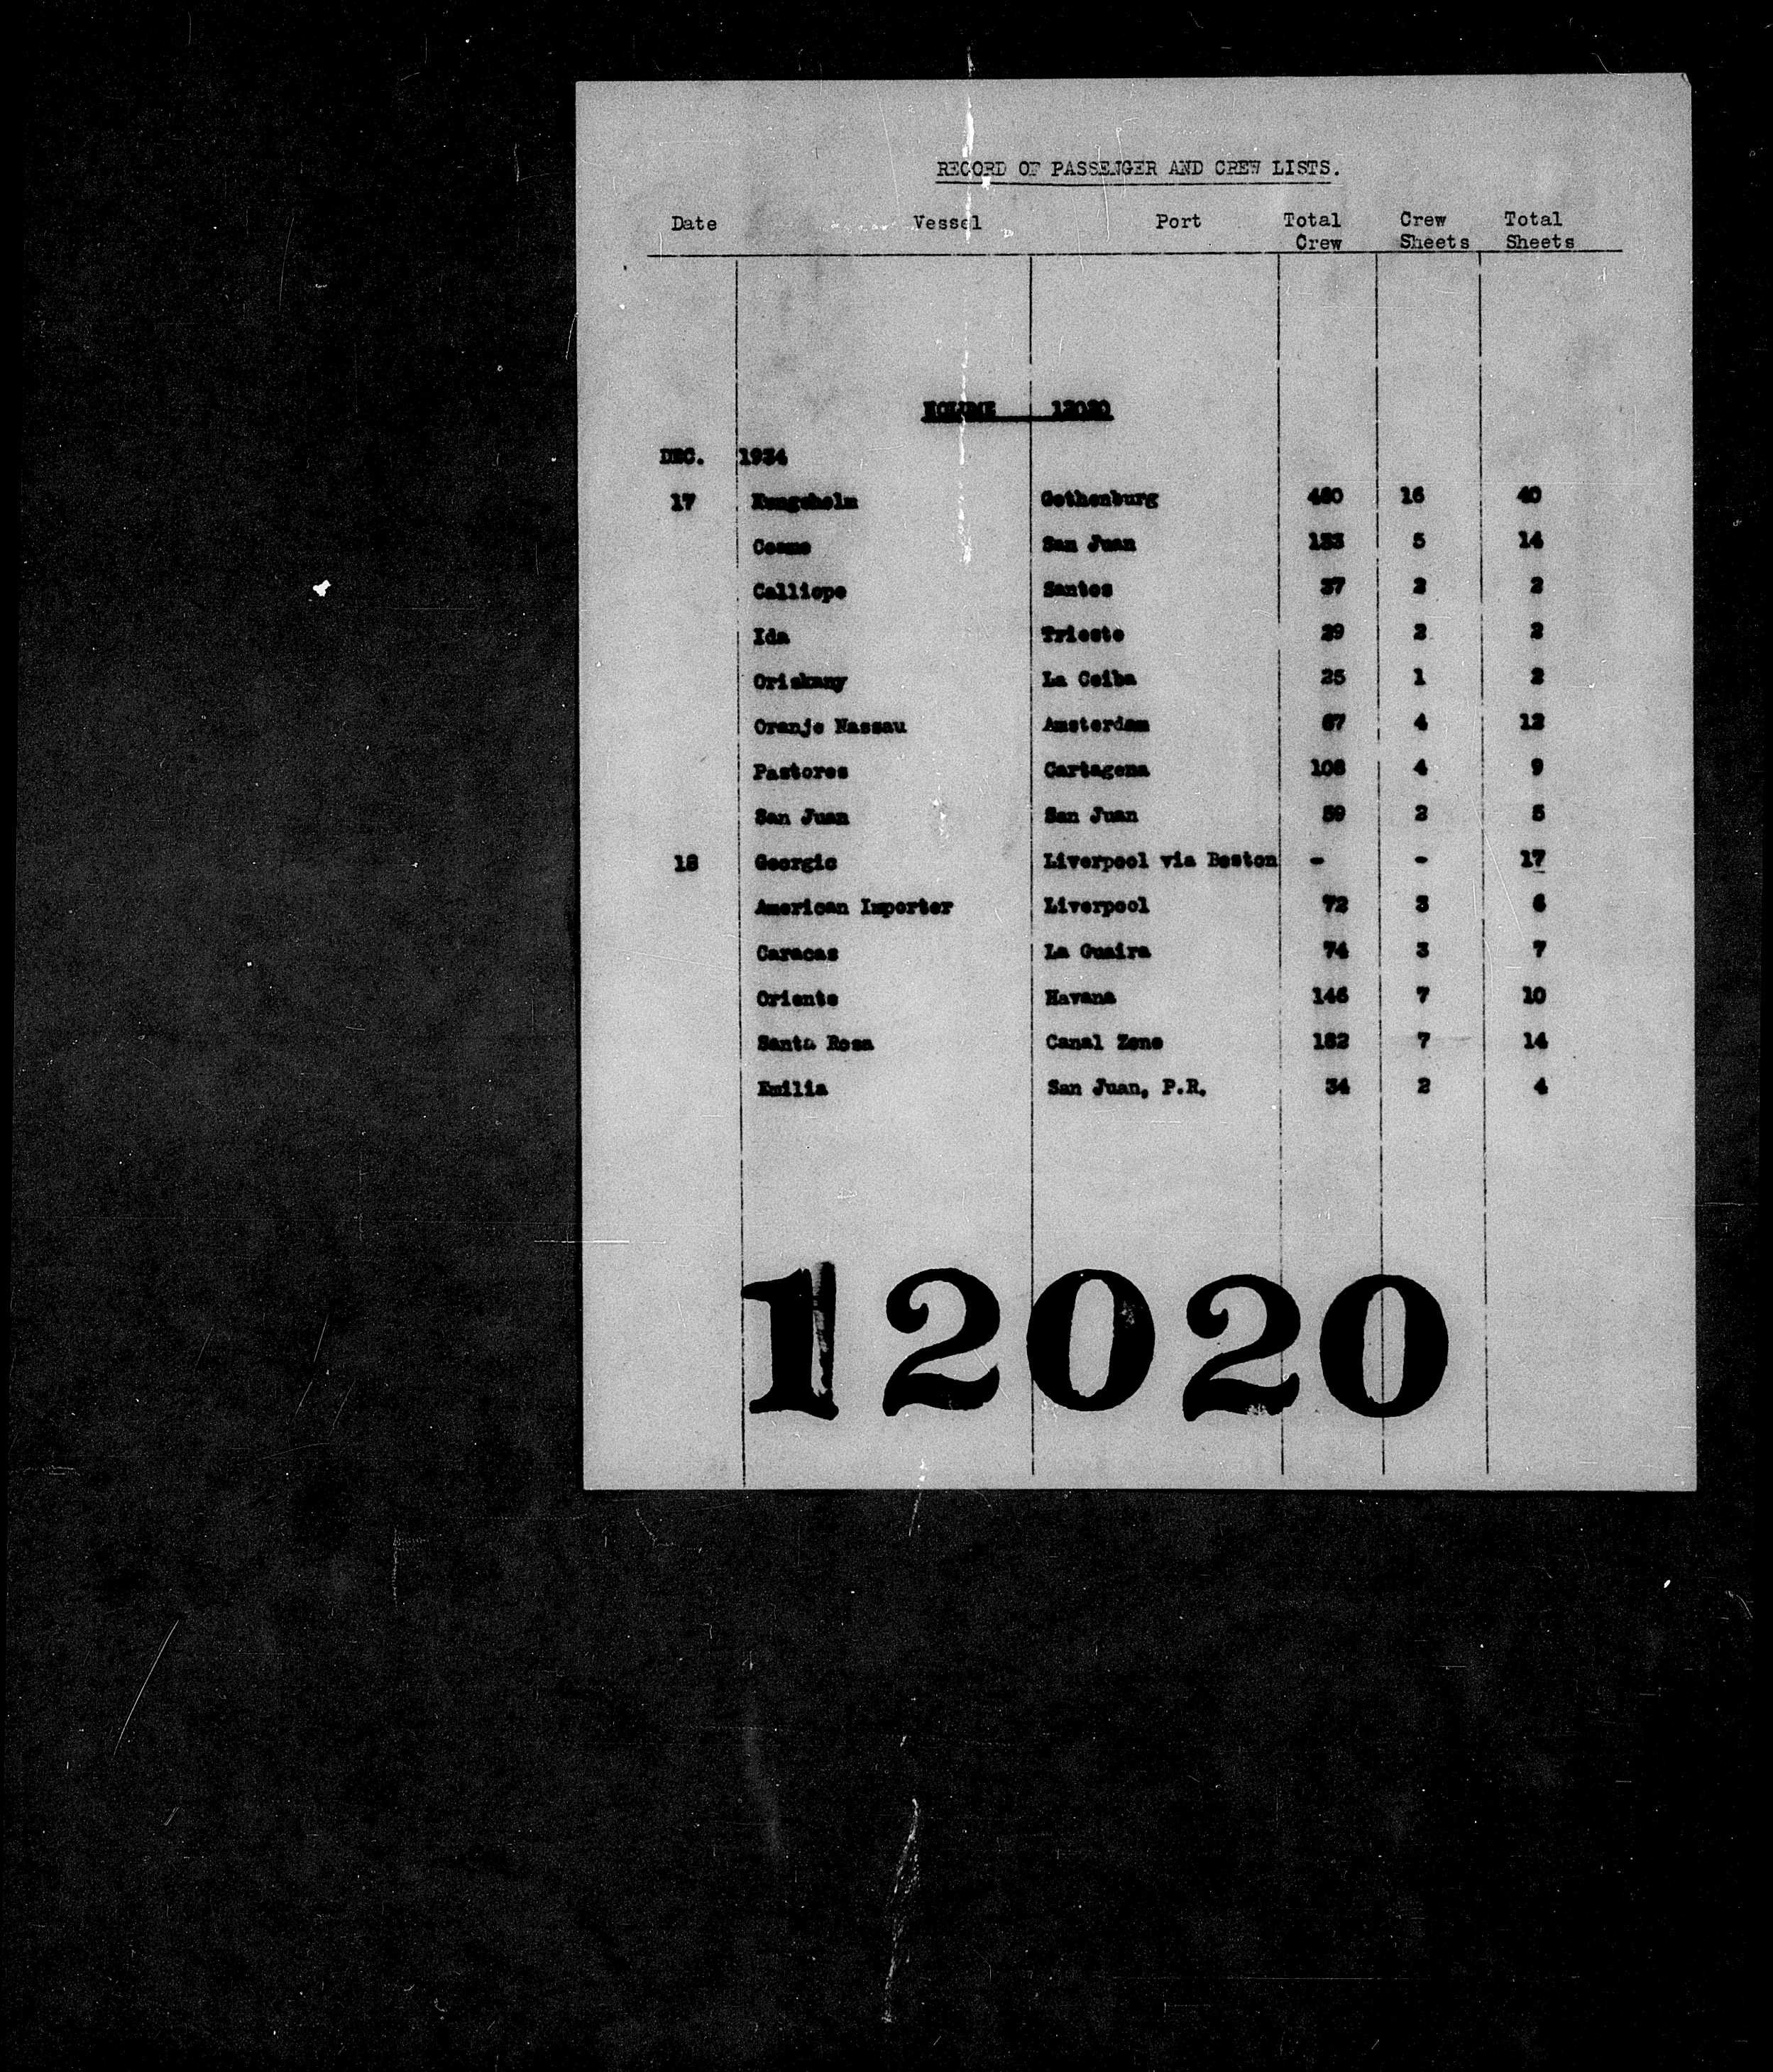 RECORD OF PASSENGER AND CREW LISTS.
Date Vessel Port Total Crew Crew Sheets Total Sheets
VOLUME 12020
DEC. 1934
17 Kungsholm Gothenburg 16 40
Coamo San Juan 133 5 14
Calliope Santos 37 2 2
Ida Trieste 29 2 2
Oriskany La Ceiba 25 1 2
Oranje Nassau Amsterdam 67 4 12
Pastores Cartagena 108 4 9
San Juan San Juan 59 2 5
18 Georgic Liverpool via Boston - - 17
American Importer Liverpool 72 3 6
Caracas La Guaira 74 3 7
Oriente Havana 146 7 10
Santa Rosa Canal Zone 182 7 14
Emilia San Juan, P.R. 34 2 4
12020